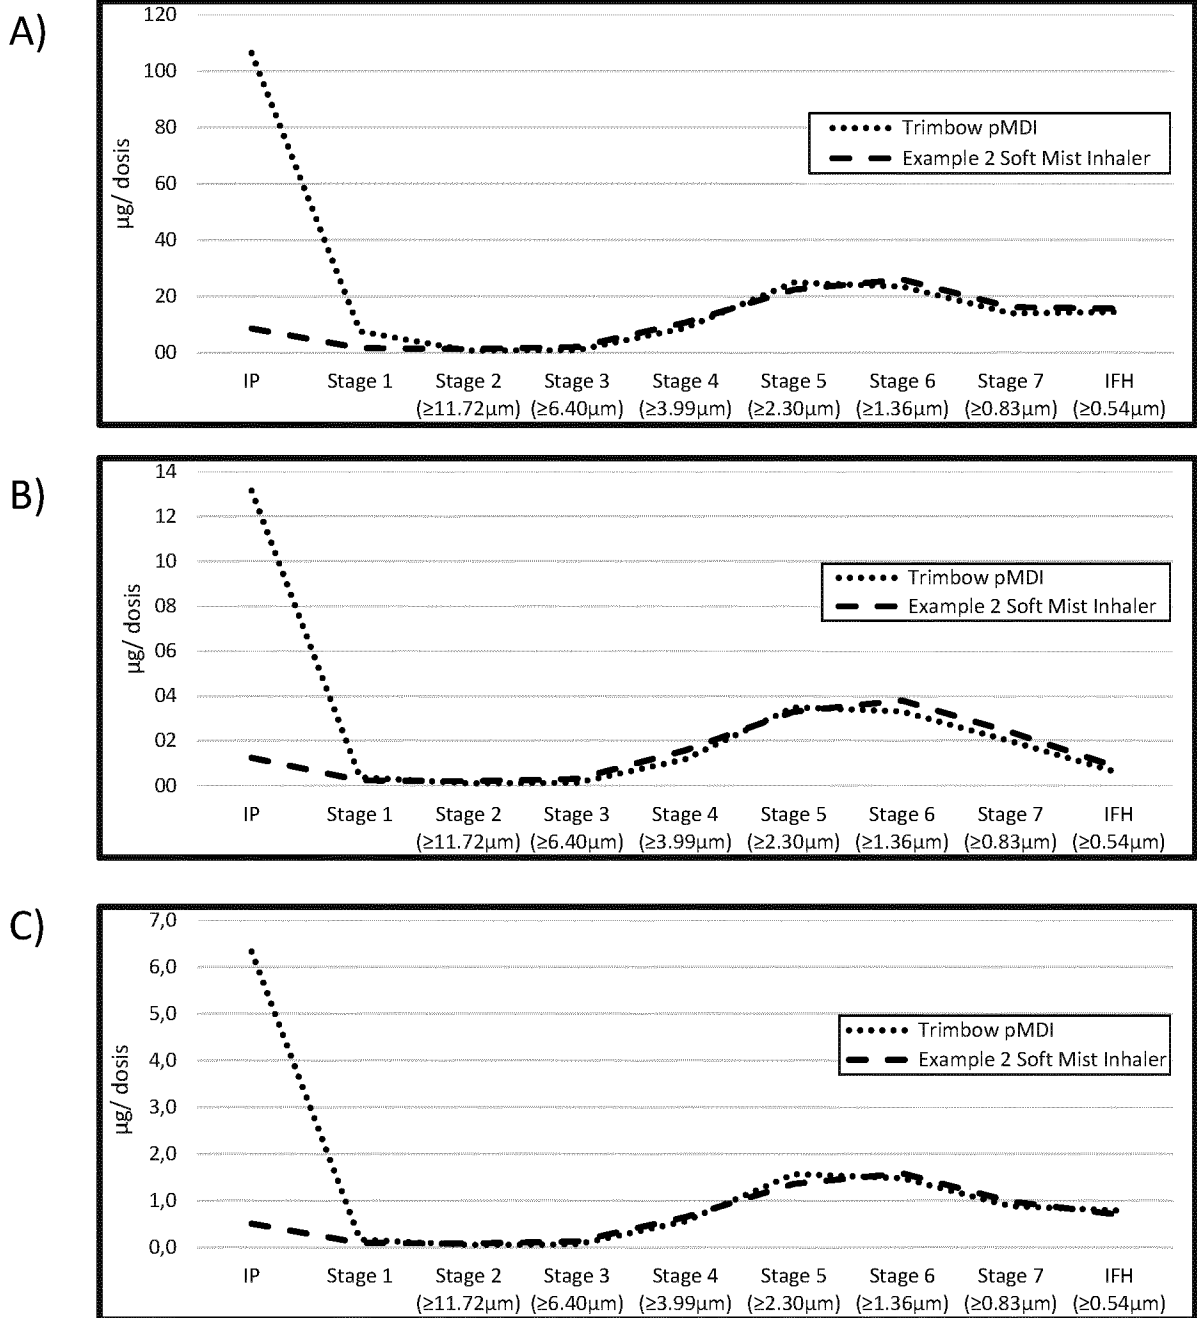 A)
120
100
80
60
40
20
00
µg/ dosis
Trimbow pMDI
Example 2 Soft Mist Inhaler
IP Stage 1 Stage 2 Stage 3 Stage 4 Stage 5 Stage 6 Stage 7 IFH
(≥11.72µm) (≥6.40µm) (≥3.99µm) (≥2.30µm) (≥1.36µm) (≥0.83µm) (≥0.54µm)
B)
14
12
10
08
06
04
02
00
µg/ dosis
Trimbow pMDI
Example 2 Soft Mist Inhaler
IP Stage 1 Stage 2 Stage 3 Stage 4 Stage 5 Stage 6 Stage 7 IFH
(≥11.72µm) (≥6.40µm) (≥3.99µm) (≥2.30µm) (≥1.36µm) (≥0.83µm) (≥0.54µm)
C)
7,0
6,0
5,0
4,0
3,0
2,0
1,0
0,0
µg/ dosis
Trimbow pMDI
Example 2 Soft Mist Inhaler
IP Stage 1 Stage 2 Stage 3 Stage 4 Stage 5 Stage 6 Stage 7 IFH
(≥11.72µm) (≥6.40µm) (≥3.99µm) (≥2.30µm) (≥1.36µm) (≥0.83µm) (≥0.54µm)